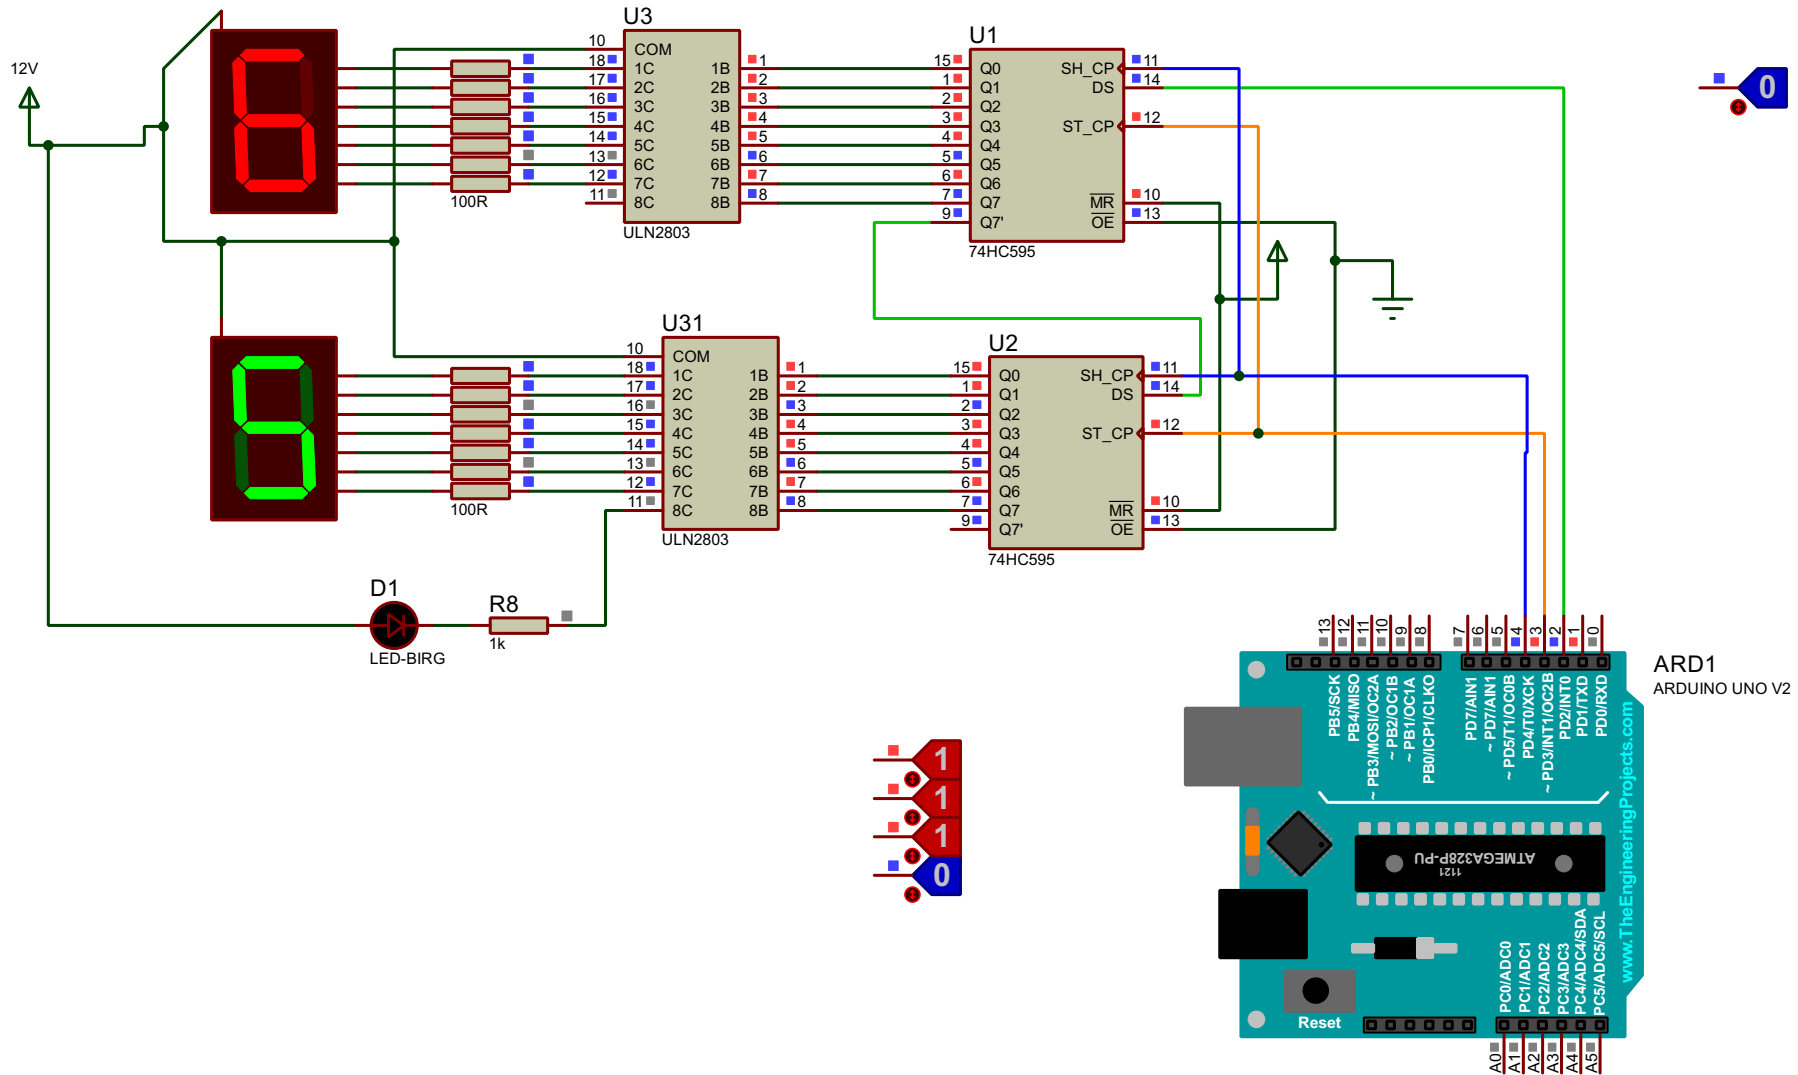 12V
U3
10
COM
18
1C
1B
1
17
2C
2B
2
16
3C
3B
3
15
4C
4B
4
14
5C
5B
5
13
6C
6B
6
12
7C
7B
7
11
8C
8B
8
100R
ULN2803
U1
15
Q0
SH_CP
11
1
Q1
DS
14
2
Q2
3
Q3
ST_CP
12
4
Q4
5
Q5
6
Q6
7
Q7
MR
10
9
Q7'
OE
13
74HC595
0
U31
10
COM
18
1C
1B
1
17
2C
2B
2
16
3C
3B
3
15
4C
4B
4
14
5C
5B
5
13
6C
6B
6
12
7C
7B
7
11
8C
8B
8
100R
ULN2803
U2
15
Q0
SH_CP
11
1
Q1
DS
14
2
Q2
3
Q3
ST_CP
12
4
Q4
5
Q5
6
Q6
7
Q7
MR
10
9
Q7'
OE
13
74HC595
D1
LED-BIRG
R8
1k
1
1
1
0
13
12
11
10
9
8
7
6
5
4
3
2
1
0
ARD1
ARDUINO UNO V2
PB5/SCK
PB4/MISO
~ PB3/MOSI/OC2A
~ PB2/OC1B
~ PB1/OC1A
PB0/ICP1/CLKO
PD7/AIN1
~ PD7/AIN1
~ PD5/T1/OC0B
PD4/T0/XCK
~ PD3/INT1/OC2B
PD2/INT0
PD1/TXD
PD0/RXD
www.TheEngineeringProjects.com
ATMEGA328P-PU
1121
Reset
PC0/ADC0
PC1/ADC1
PC2/ADC2
PC3/ADC3
PC4/ADC4/SDA
PC5/ADC5/SCL
A0
A1
A2
A3
A4
A5